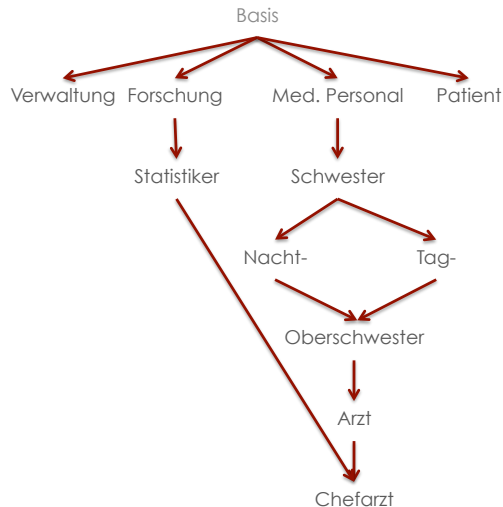 Basis
Verwaltung Forschung Med. Personal Patient
Statistiker Schwester
Nacht- Tag-
Oberschwester
Arzt
Chefarzt